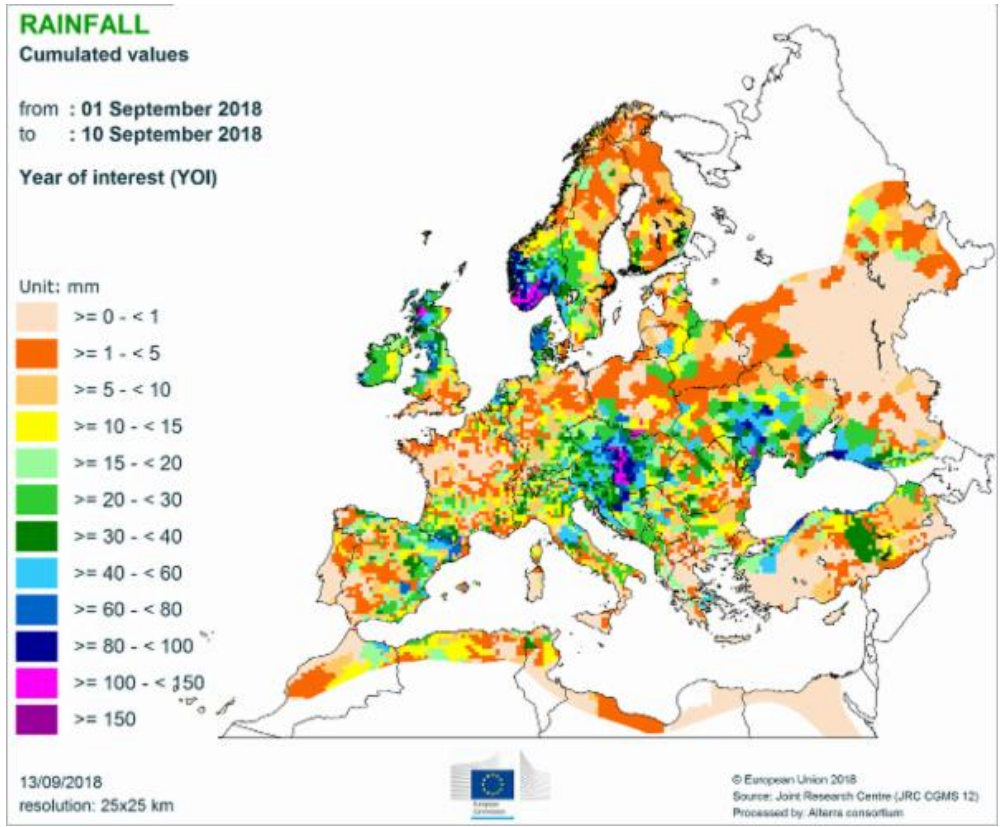 RAINFALL
Cumulated values
from : 01 September 2018
to : 10 September 2018
Year of interest (YOI)
Unit: mm
>= 0 - < 1
>= 1 - < 5
>= 5 - < 10
>= 10 - < 15
>= 15 - < 20
>= 20 - < 30
>= 30 - < 40
>= 40 - < 60
>= 60 - < 80
>= 80 - < 100
>= 100 - < 150
>= 150
13/09/2018
resolution: 25x25 km
European
Commission
© European Union 2018
Source: Joint Research Centre (JRC CGMS 12)
Processed by: Alterra consortium